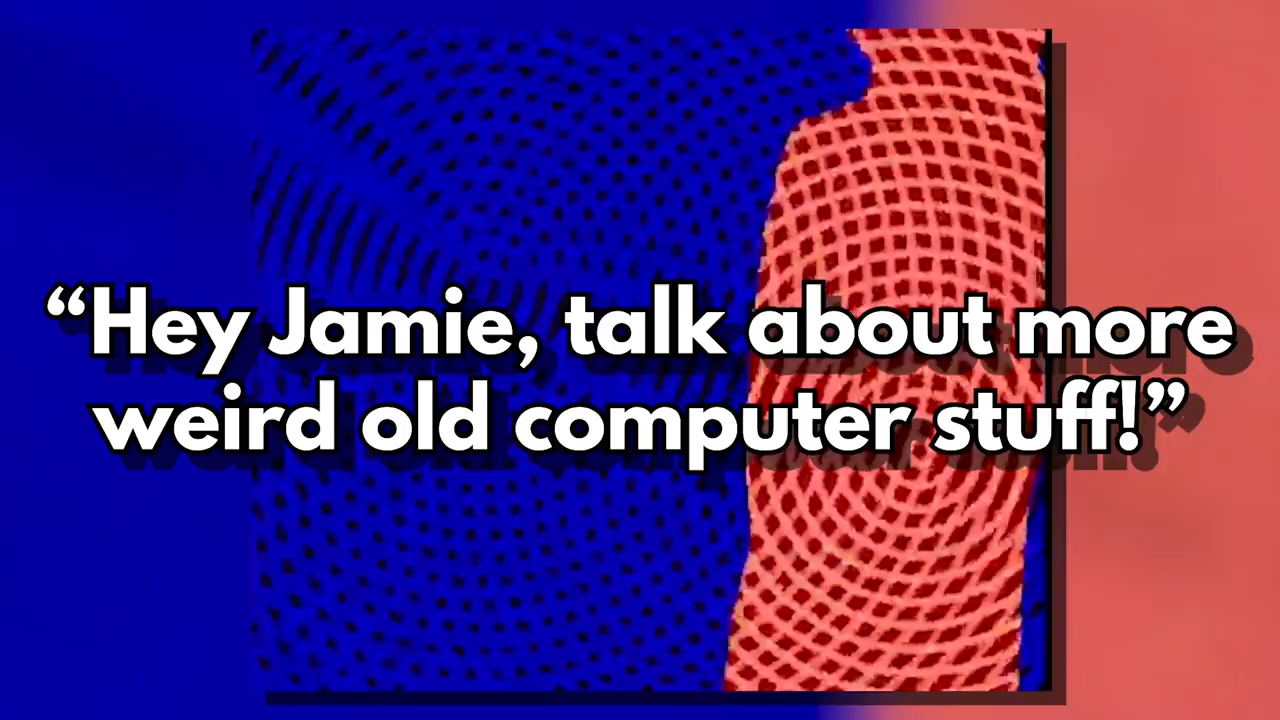 “Hey Jamie, talk about more
weird old computer stuff!”